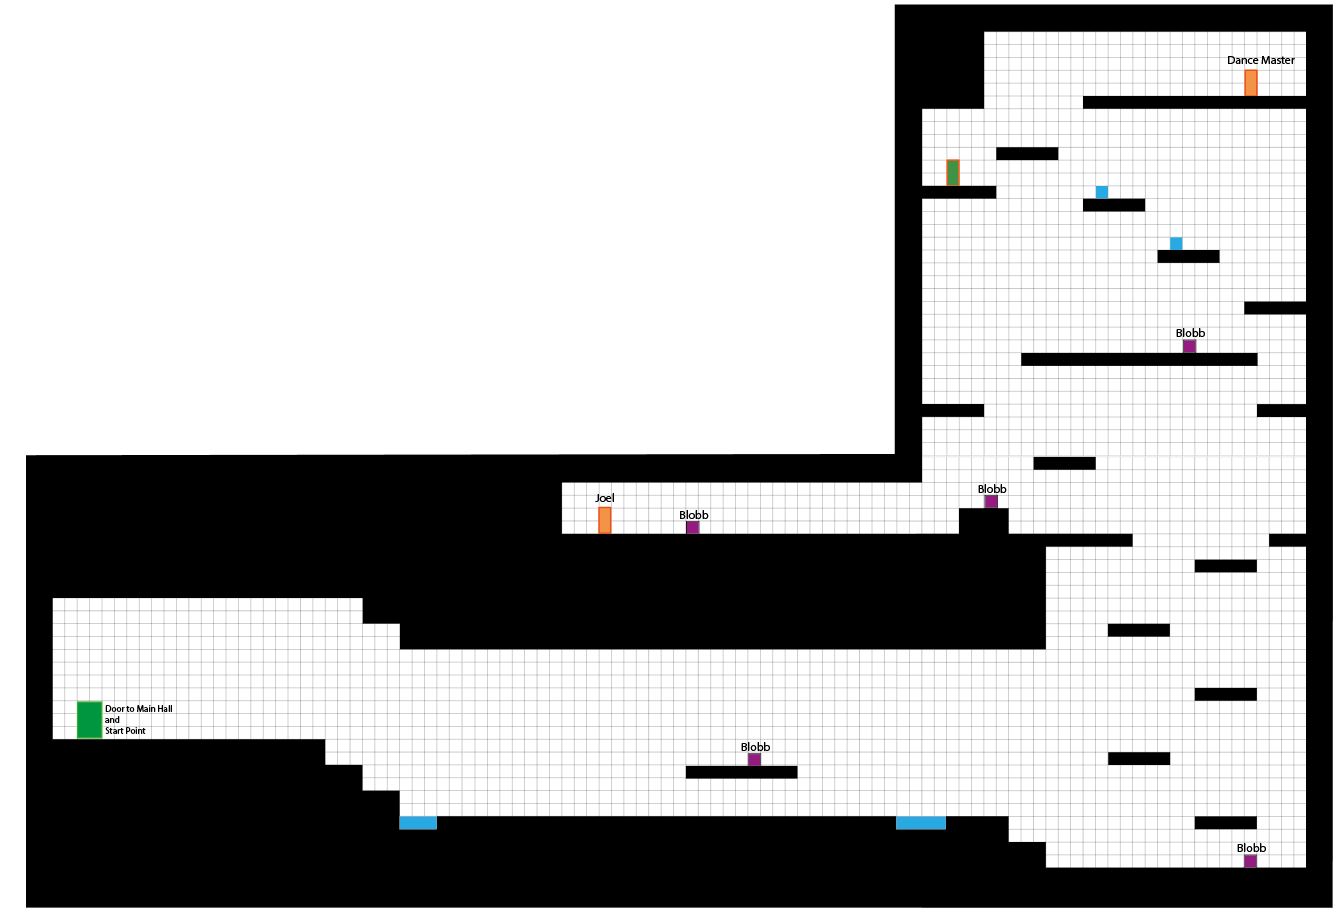 Dance Master
Blobb
Blobb
Joel
Blobb
Door to Main Hall
and
Start Point
Blobb
Blobb